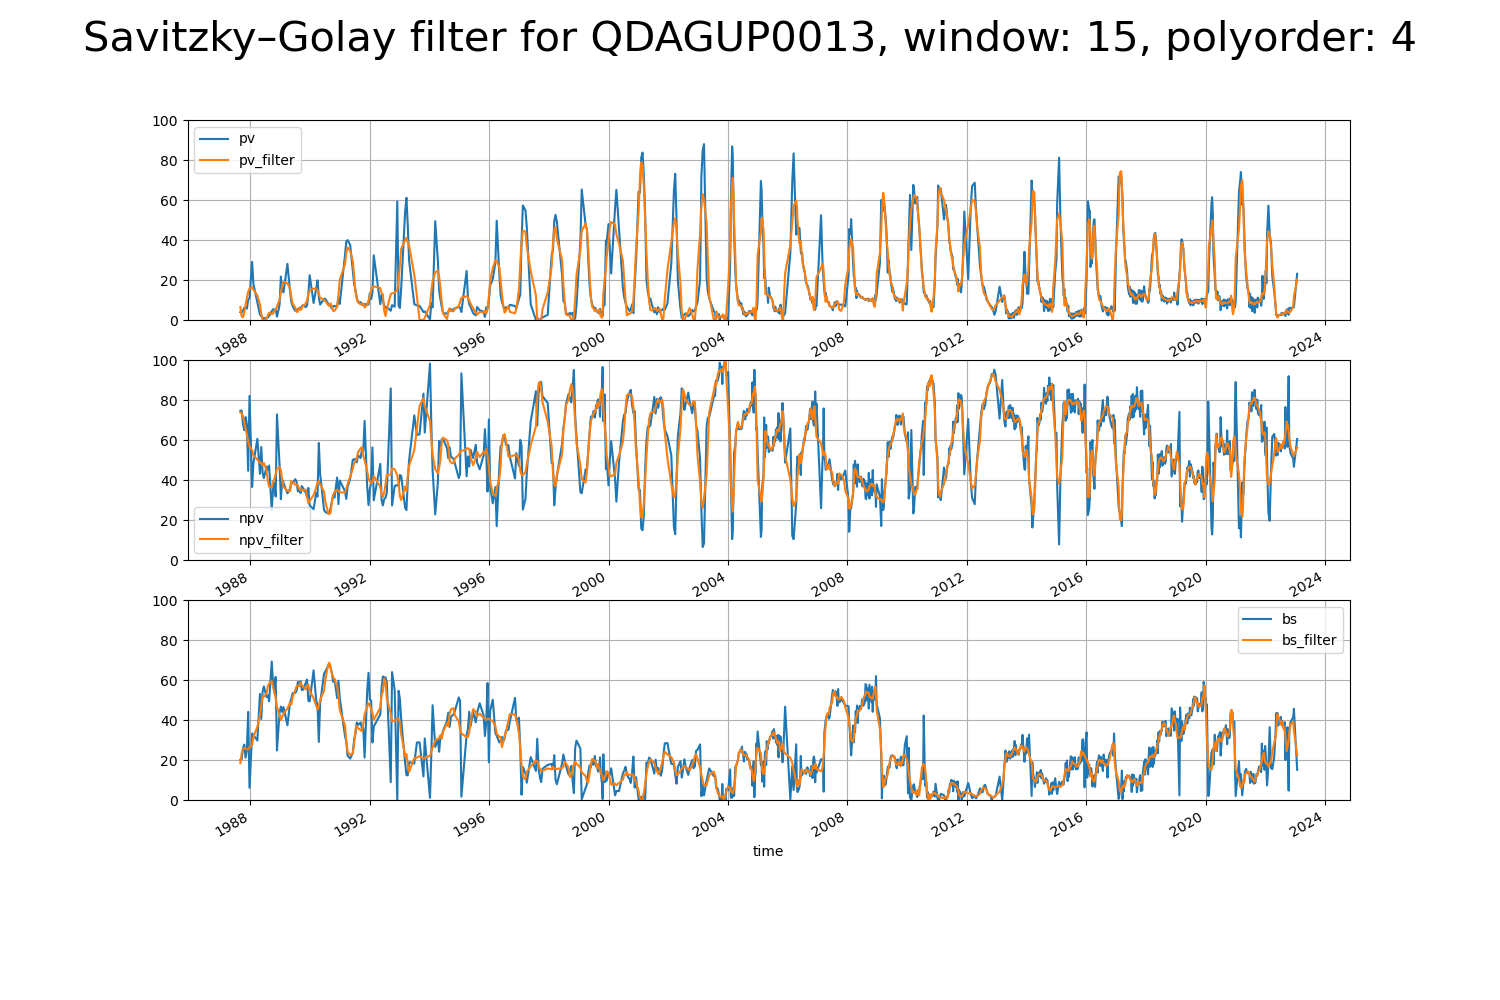 Savitzky–Golay filter for QDAGUP0013, window: 15, polyorder: 4
100
80
60
40
20
0
pv
pv_filter
1988 1992 1996 2000 2004 2008 2012 2016 2020 2024
100
80
60
40
20
0
npv
npv_filter
1988 1992 1996 2000 2004 2008 2012 2016 2020 2024
100
80
60
40
20
0
bs
bs_filter
1988 1992 1996 2000 2004 2008 2012 2016 2020 2024
time